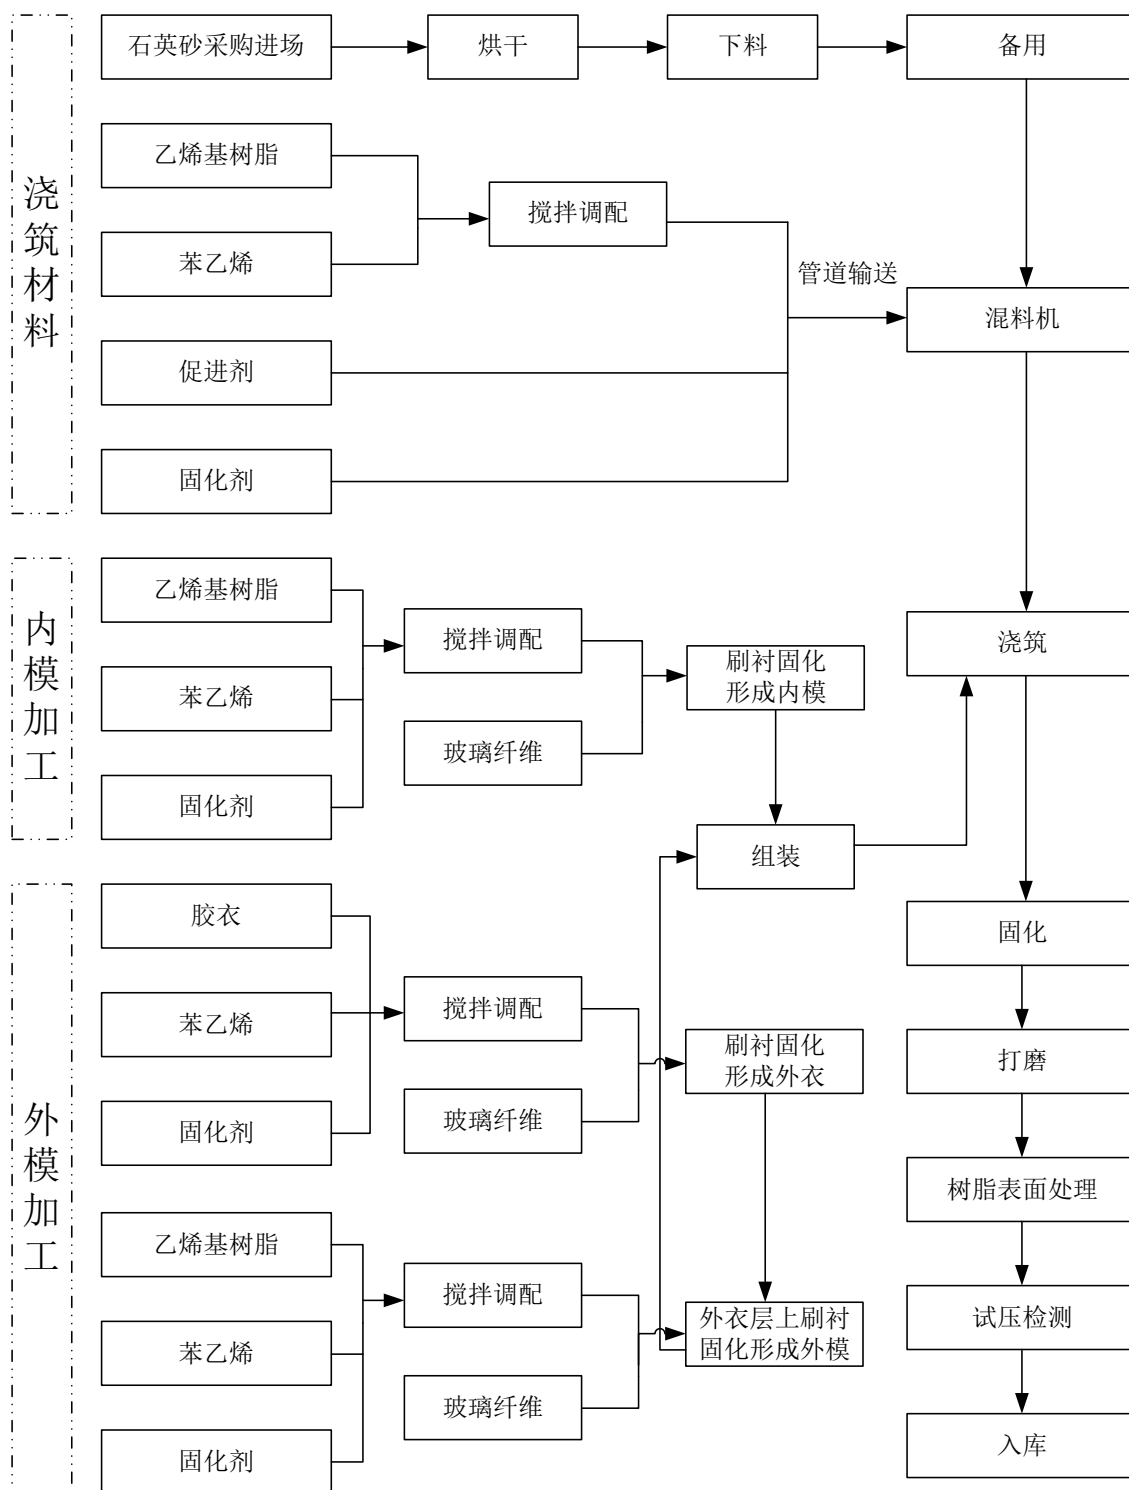 浇筑材料
石英砂采购进场
烘干
下料
备用
乙烯基树脂
苯乙烯
搅拌调配
管道输送
混料机
促进剂
固化剂
内模加工
乙烯基树脂
苯乙烯
固化剂
搅拌调配
玻璃纤维
刷衬固化
形成内模
浇筑
组装
外模加工
胶衣
苯乙烯
固化剂
搅拌调配
玻璃纤维
刷衬固化
形成外衣
乙烯基树脂
苯乙烯
固化剂
搅拌调配
玻璃纤维
外衣层上刷衬
固化形成外模
固化
打磨
树脂表面处理
试压检测
入库